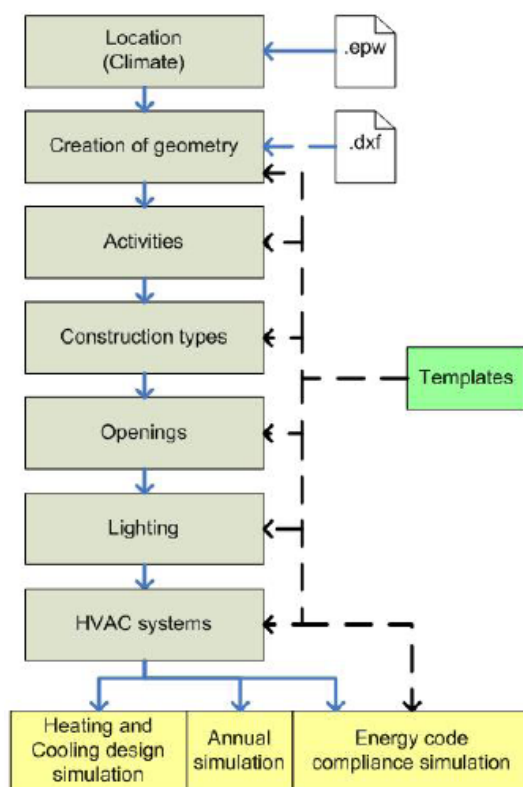 Location
(Climate)
.epw
Creation of geometry
.dxf
Activities
Construction types
Templates
Openings
Lighting
HVAC systems
Heating and
Cooling design
simulation
Annual
simulation
Energy code
compliance simulation